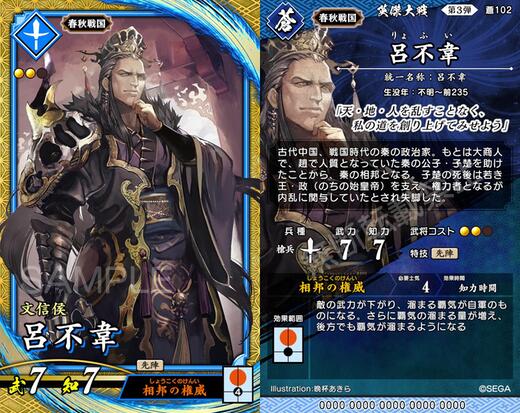 春秋戦国
SAMPLE
文信侯
呂不韋
先陣
武7 知7
しょうこくのけんい
相邦の権威
4
蒼
英傑大戦
第3弾
蒼102
りょふい
呂不韋
統一名称：呂不韋
生没年：不明～前235
「天・地・人を乱すことなく、
私の道を創り上げてみせよう」
古代中国、戦国時代の秦の政治家。もとは大商人
で、趙で人質となっていた秦の公子・子楚を助け
たことから、秦の相邦となる。子楚の死後は若き
王・政（のちの始皇帝）を支え、権力者となるが
内乱に関与していたとされ失脚した。
春秋戦国
兵種 武力 知力 武将コスト
槍兵 7 7
特技 先陣
しょうこくのけんい
相邦の権威
必要士気 効果時間
4 知力時間
効果範囲
敵の武力が下がり、溜まる覇気が自軍のも
のになる。さらに覇気の溜まる量が増え、
後方でも覇気が溜まるようになる
Illustration:晩杯あきら
©SEGA
0000 0000 0000 0000 0000